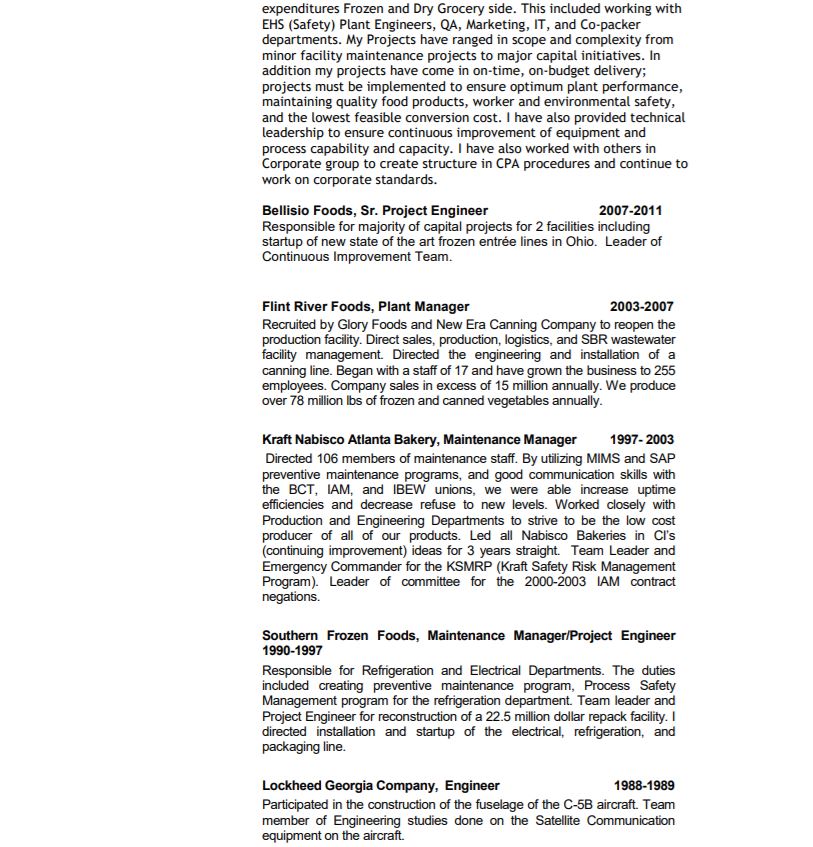 expenditures Frozen and Dry Grocery side. This included working with
EHS (Safety) Plant Engineers, QA, Marketing, IT, and Co-packer
departments. My Projects have ranged in scope and complexity from
minor facility maintenance projects to major capital initiatives. In
addition my projects have come in on-time, on-budget delivery;
projects must be implemented to ensure optimum plant performance,
maintaining quality food products, worker and environmental safety,
and the lowest feasible conversion cost. I have also provided technical
leadership to ensure continuous improvement of equipment and
process capability and capacity. I have also worked with others in
Corporate group to create structure in CPA procedures and continue to
work on corporate standards.
Bellisio Foods, Sr. Project Engineer 2007-2011
Responsible for majority of capital projects for 2 facilities including
startup of new state of the art frozen entrée lines in Ohio. Leader of
Continuous Improvement Team.
Flint River Foods, Plant Manager 2003-2007
Recruited by Glory Foods and New Era Canning Company to reopen the
production facility. Direct sales, production, logistics, and SBR wastewater
facility management. Directed the engineering and installation of a
canning line. Began with a staff of 17 and have grown the business to 255
employees. Company sales in excess of 15 million annually. We produce
over 78 million lbs of frozen and canned vegetables annually.
Kraft Nabisco Atlanta Bakery, Maintenance Manager 1997- 2003
Directed 106 members of maintenance staff. By utilizing MIMS and SAP
preventive maintenance programs, and good communication skills with
the BCT, IAM, and IBEW unions, we were able increase uptime
efficiencies and decrease refuse to new levels. Worked closely with
Production and Engineering Departments to strive to be the low cost
producer of all of our products. Led all Nabisco Bakeries in CI's
(continuing improvement) ideas for 3 years straight. Team Leader and
Emergency Commander for the KSMRP (Kraft Safety Risk Management
Program). Leader of committee for the 2000-2003 IAM contract
negations.
Southern Frozen Foods, Maintenance Manager/Project Engineer
1990-1997
Responsible for Refrigeration and Electrical Departments. The duties
included creating preventive maintenance program, Process Safety
Management program for the refrigeration department. Team leader and
Project Engineer for reconstruction of a 22.5 million dollar repack facility. I
directed installation and startup of the electrical, refrigeration, and
packaging line.
Lockheed Georgia Company, Engineer 1988-1989
Participated in the construction of the fuselage of the C-5B aircraft. Team
member of Engineering studies done on the Satellite Communication
equipment on the aircraft.